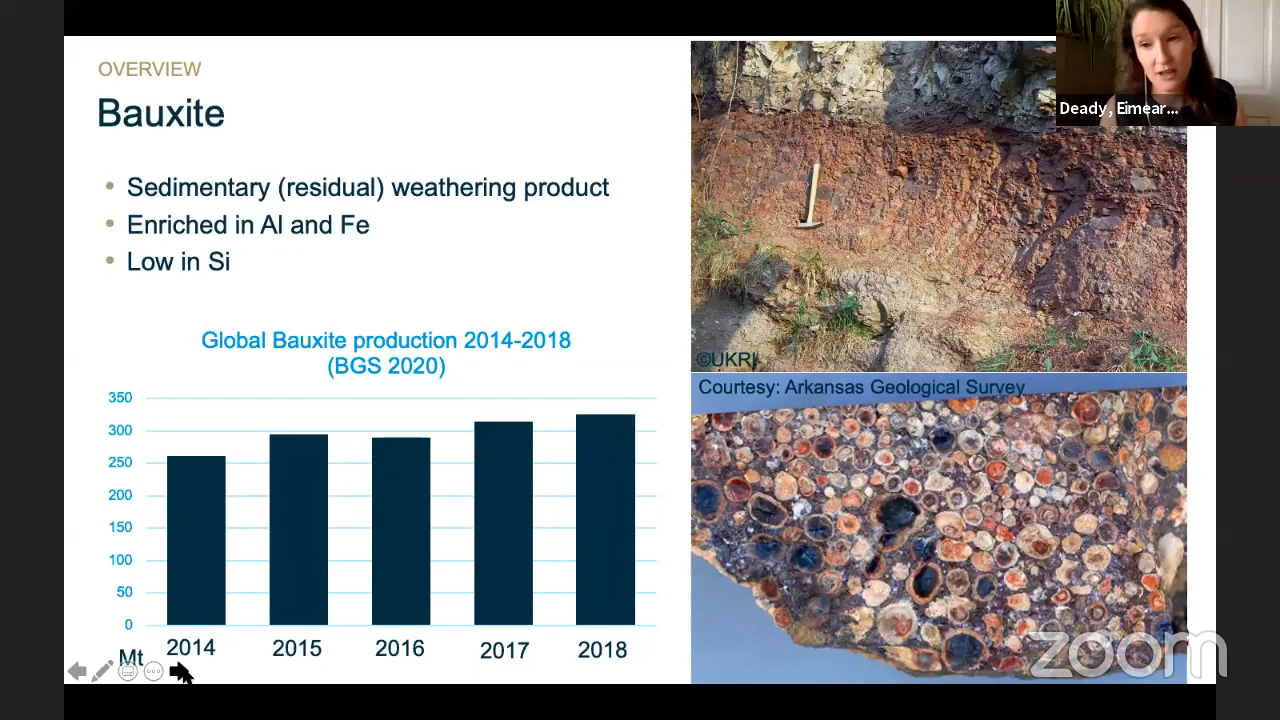 OVERVIEW
Bauxite
• Sedimentary (residual) weathering product
• Enriched in Al and Fe
• Low in Si
Global Bauxite production 2014-2018
(BGS 2020)
350
300
250
200
150
100
50
0
Mt
2014 2015 2016 2017 2018
©UKRI
Courtesy: Arkansas Geological Survey
Deady, Eimear...
zoom